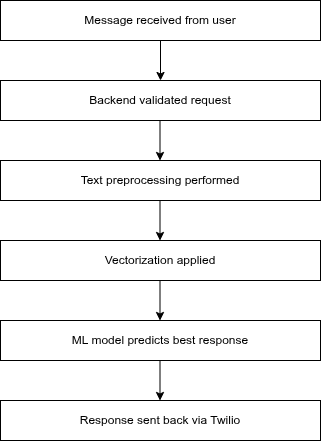 Message received from user
Backend validated request
Text preprocessing performed
Vectorization applied
ML model predicts best response
Response sent back via Twilio